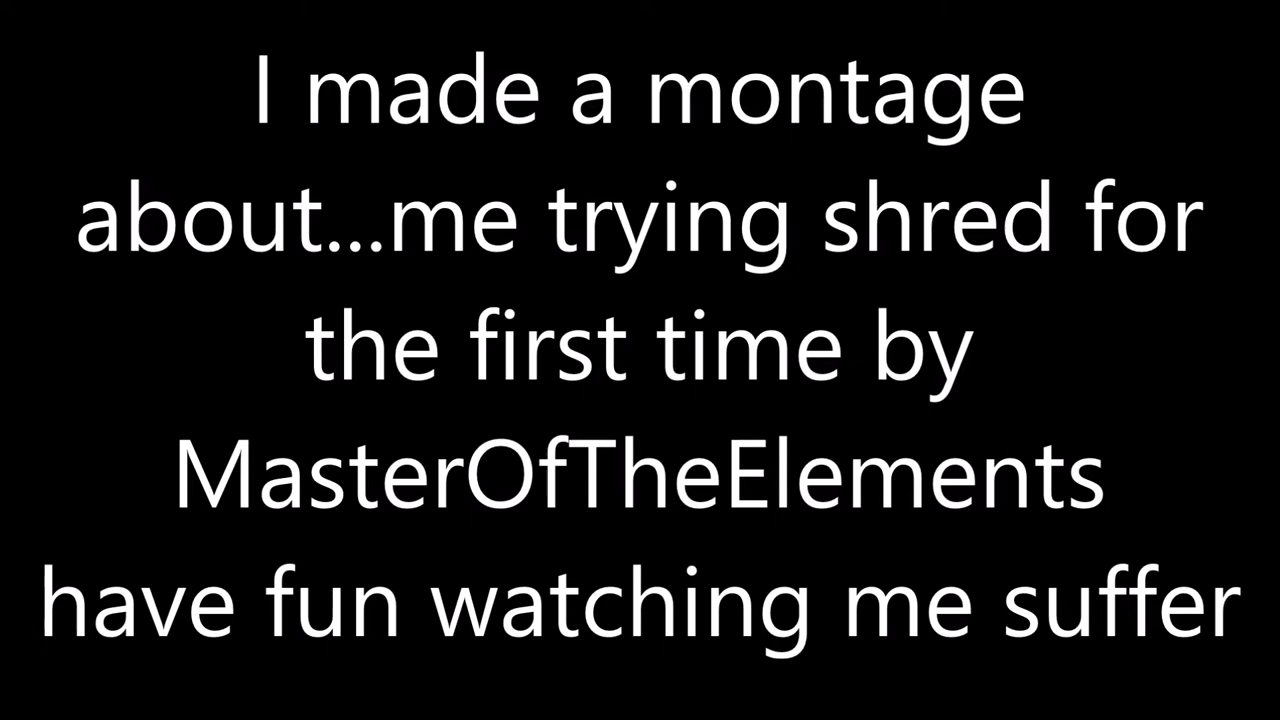 I made a montage
about...me trying shred for
the first time by
MasterOfTheElements
have fun watching me suffer